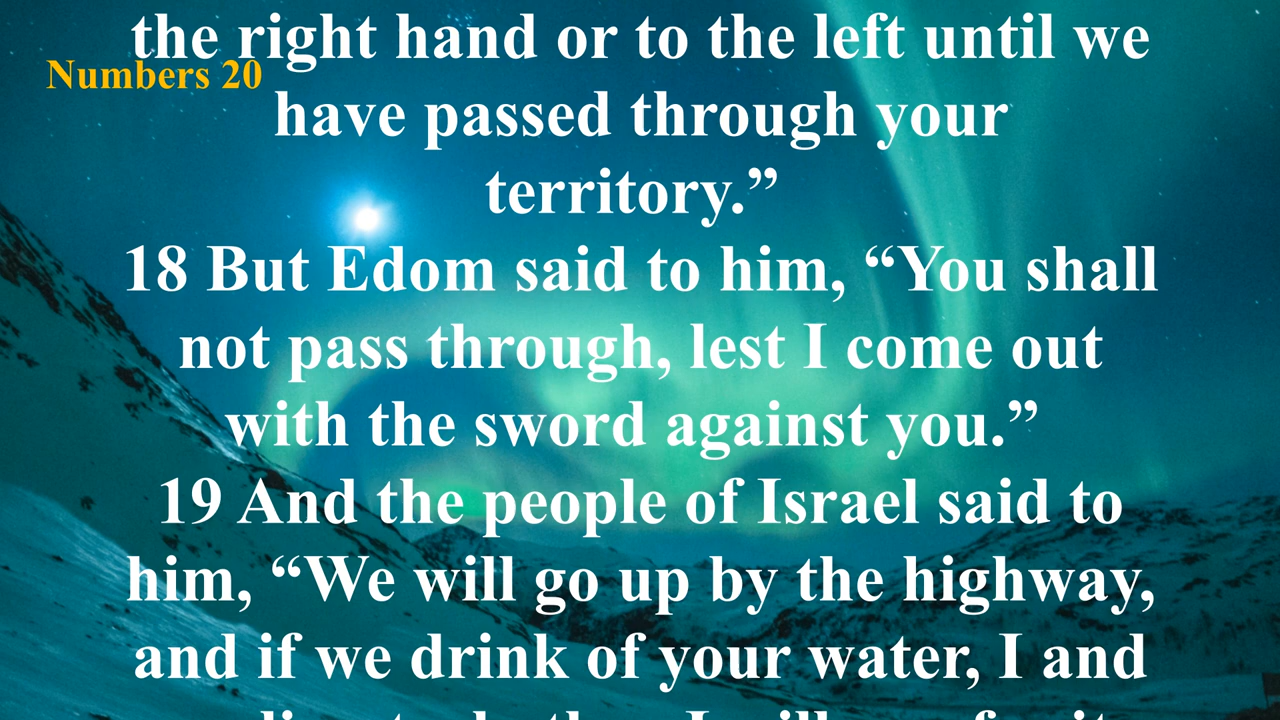 the right hand or to the left until we
Numbers 20
have passed through your
territory.”
18 But Edom said to him, “You shall
not pass through, lest I come out
with the sword against you.”
19 And the people of Israel said to
him, “We will go up by the highway,
and if we drink of your water, I and